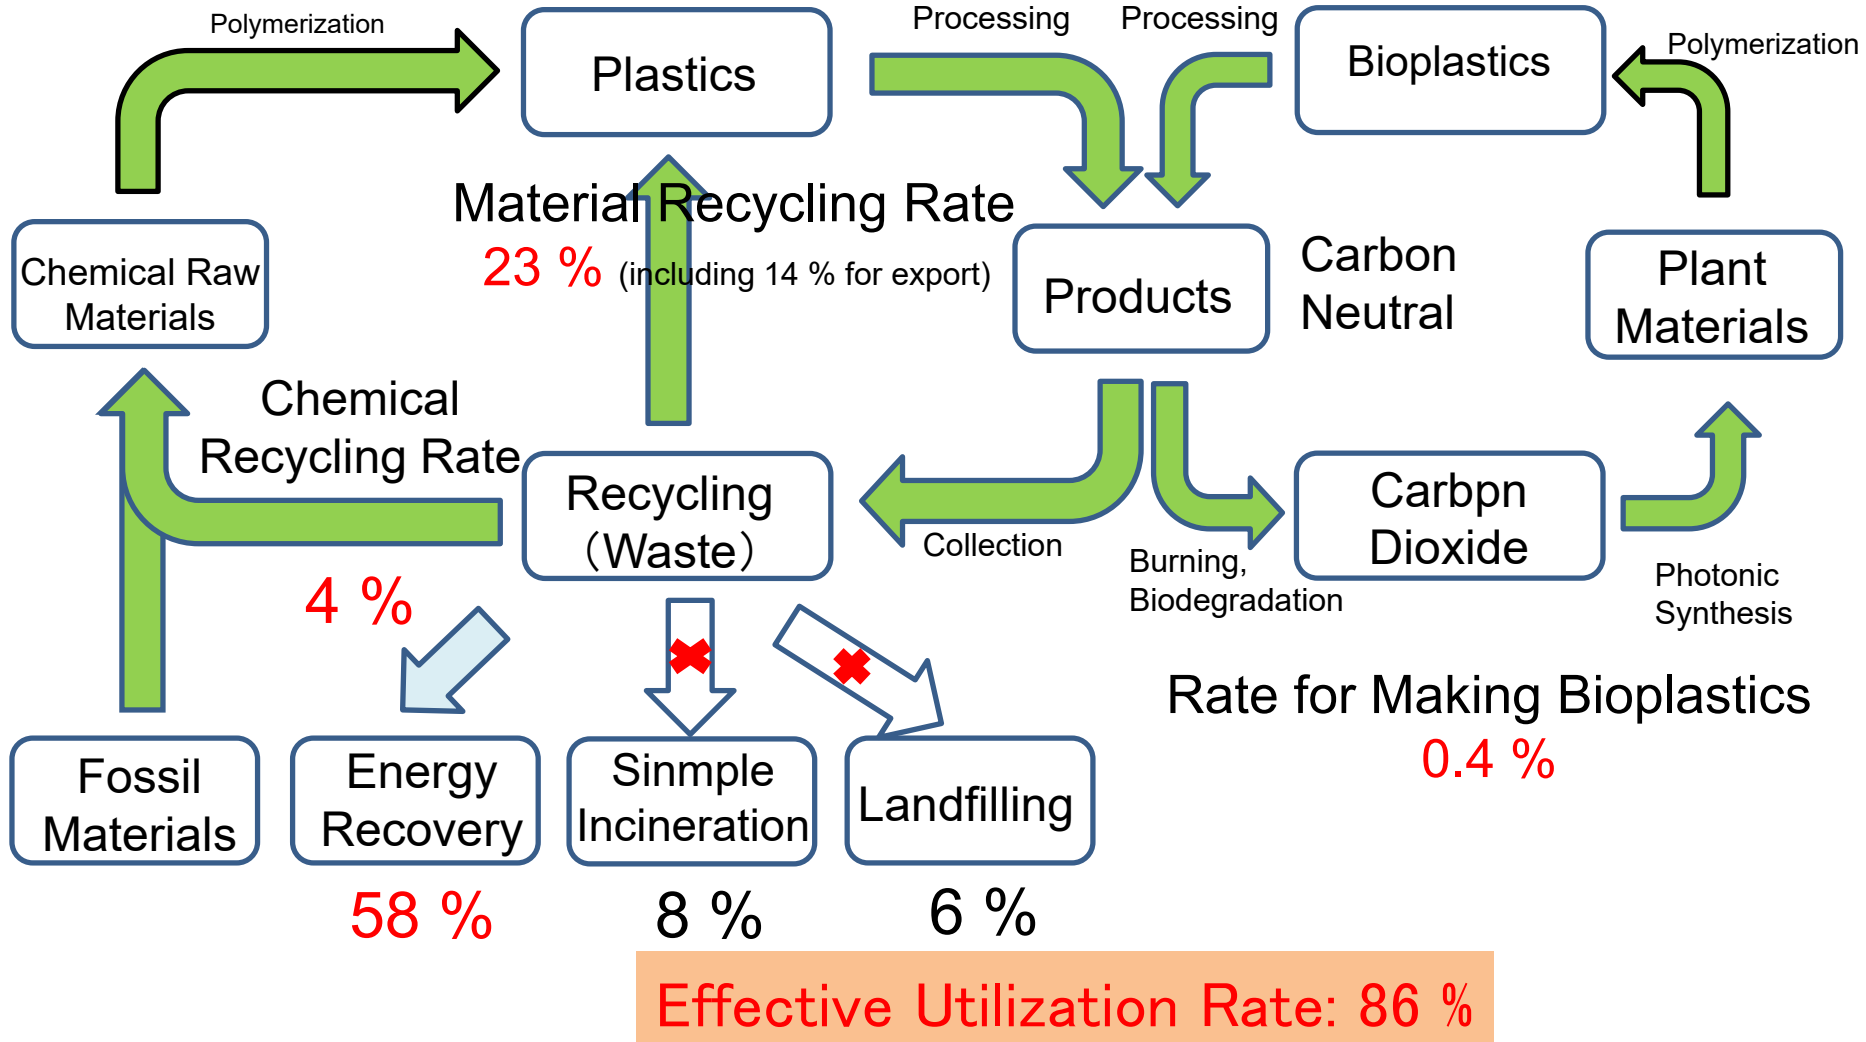 Polymerization
Plastics
Processing
Processing
Bioplastics
Polymerization
Material Recycling Rate
23 % (including 14 % for export)
Chemical Raw
Materials
Products
Carbon
Neutral
Plant
Materials
Chemical
Recycling Rate
Recycling
（Waste）
Collection
Burning,
Biodegradation
Carbpn
Dioxide
Photonic
Synthesis
4 %
Rate for Making Bioplastics
0.4 %
Fossil
Materials
Energy
Recovery
Sinmple
Incineration
Landfilling
58 %
8 %
6 %
Effective Utilization Rate: 86 %